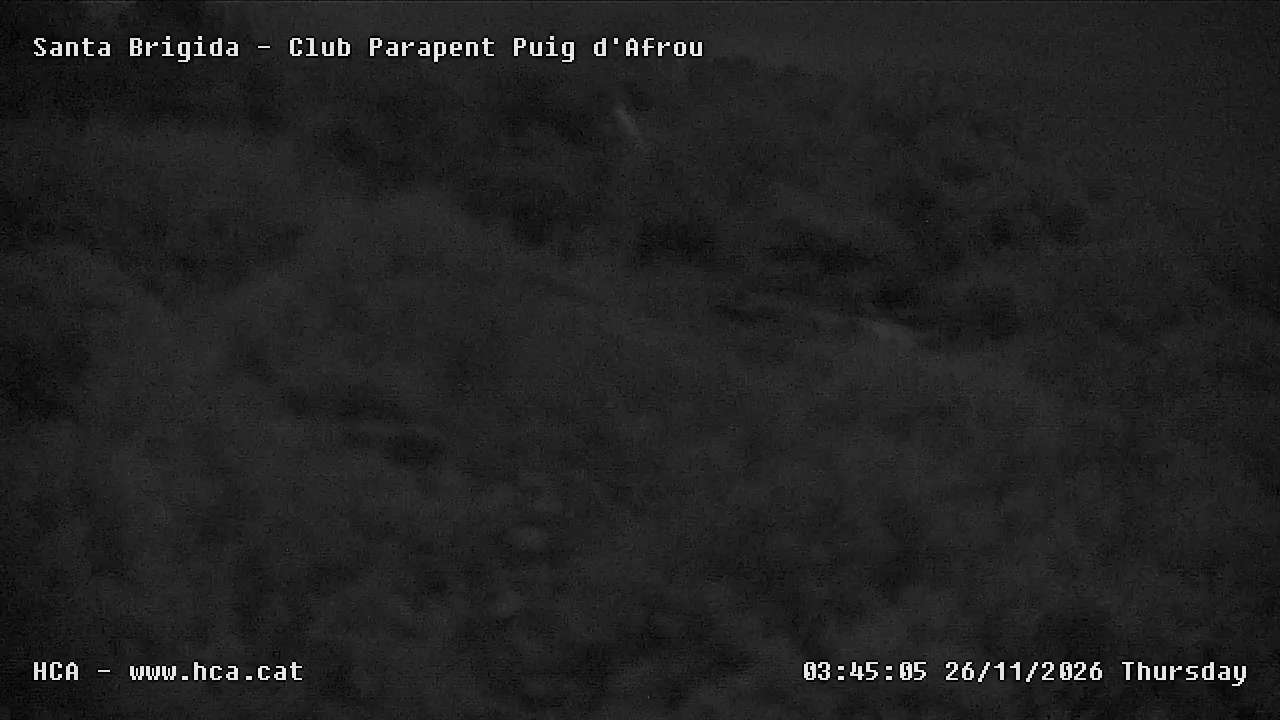 Santa Brigida - Club Parapent Puig d'Afrou
HCA - www.hca.cat
03:45:05 26/11/2026 Thursday